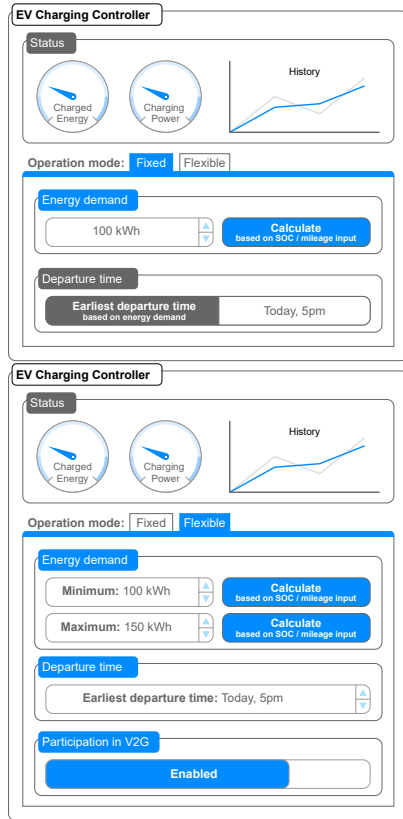 EV Charging Controller
Status
Charged
Energy
Charging
Power
History
Operation mode: Fixed Flexible
Energy demand
100 kWh
Calculate
based on SOC / mileage input
Departure time
Earliest departure time
based on energy demand
Today, 5pm
EV Charging Controller
Status
Charged
Energy
Charging
Power
History
Operation mode: Fixed Flexible
Energy demand
Minimum: 100 kWh
Calculate
based on SOC / mileage input
Maximum: 150 kWh
Calculate
based on SOC / mileage input
Departure time
Earliest departure time: Today, 5pm
Participation in V2G
Enabled